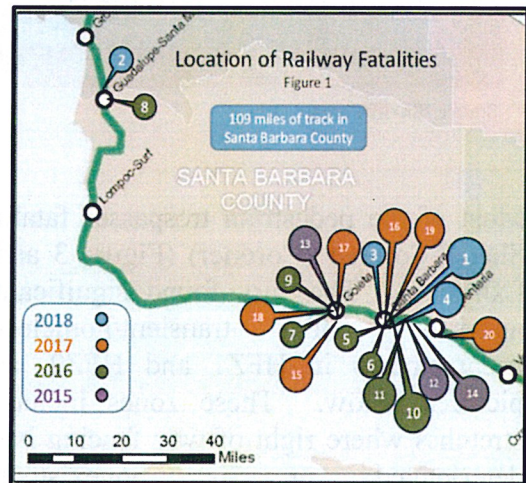 Gro
Guadalupe-Santa M
Location of Railway Fatalities
Figure 1
2
8
109 miles of track in
Santa Barbara County
SANTA BARBARA
COUNTY
Lompoc-Surf
13
17
3
16
19
1
9
Goleta
Santa Barbara
4
18
7
5
20
15
6
11
10
12
14
2018
2017
2016
2015
0 10 20 30 40
Miles